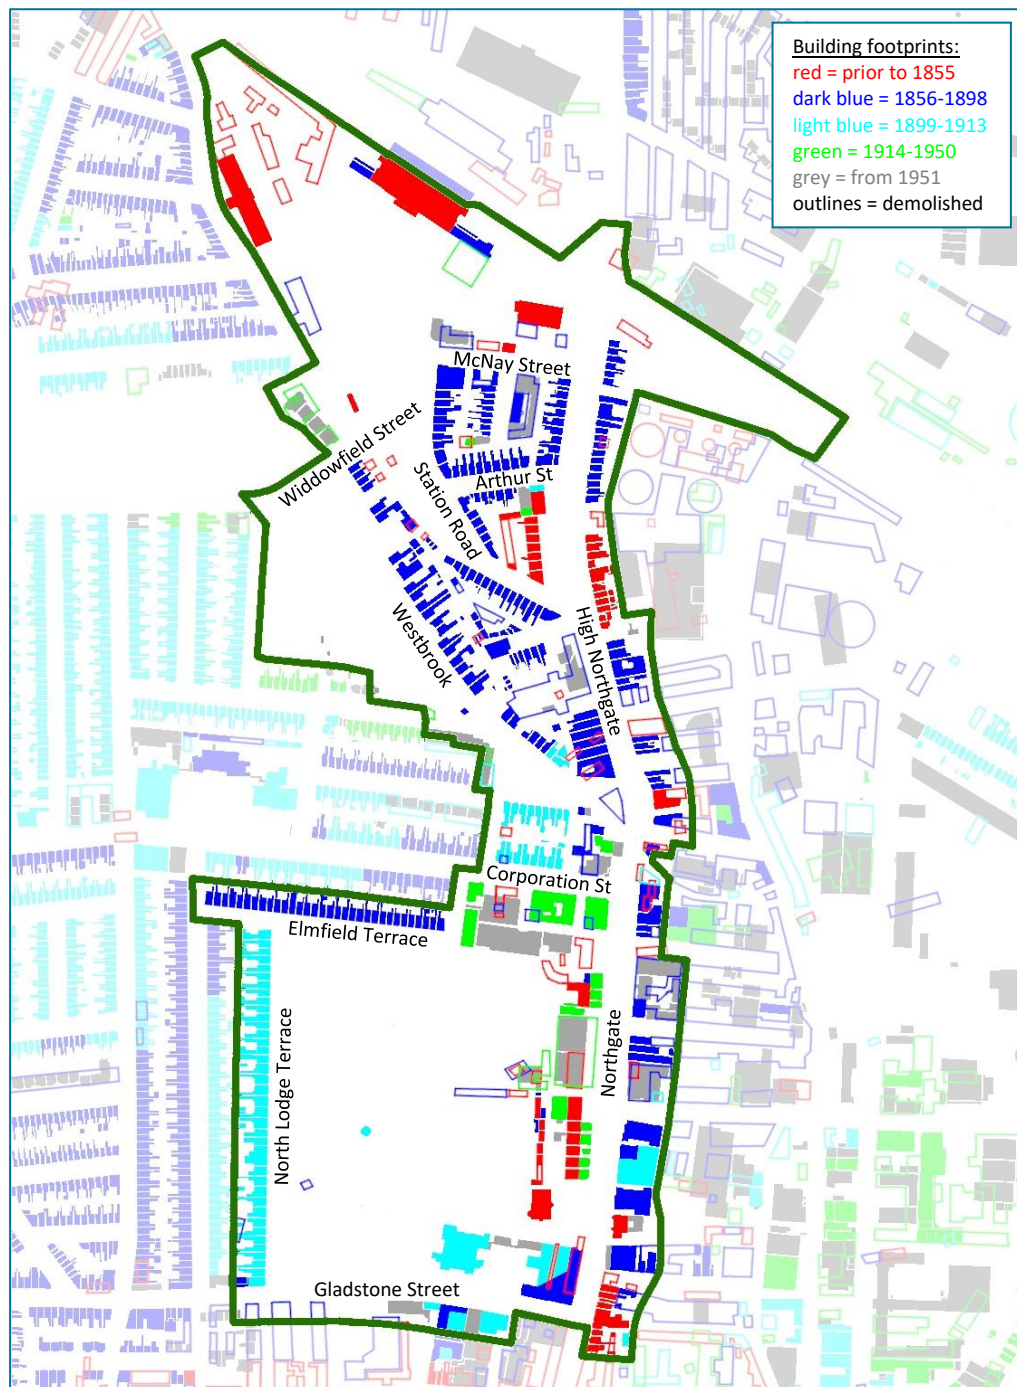 Building footprints:
red = prior to 1855
dark blue = 1856-1898
light blue = 1899-1913
green = 1914-1950
grey = from 1951
outlines = demolished
McNay Street
Widdowfield Street
Station Road
Arthur St
Westbrook
High Northgate
Corporation St
Elmfield Terrace
North Lodge Terrace
Northgate
Gladstone Street